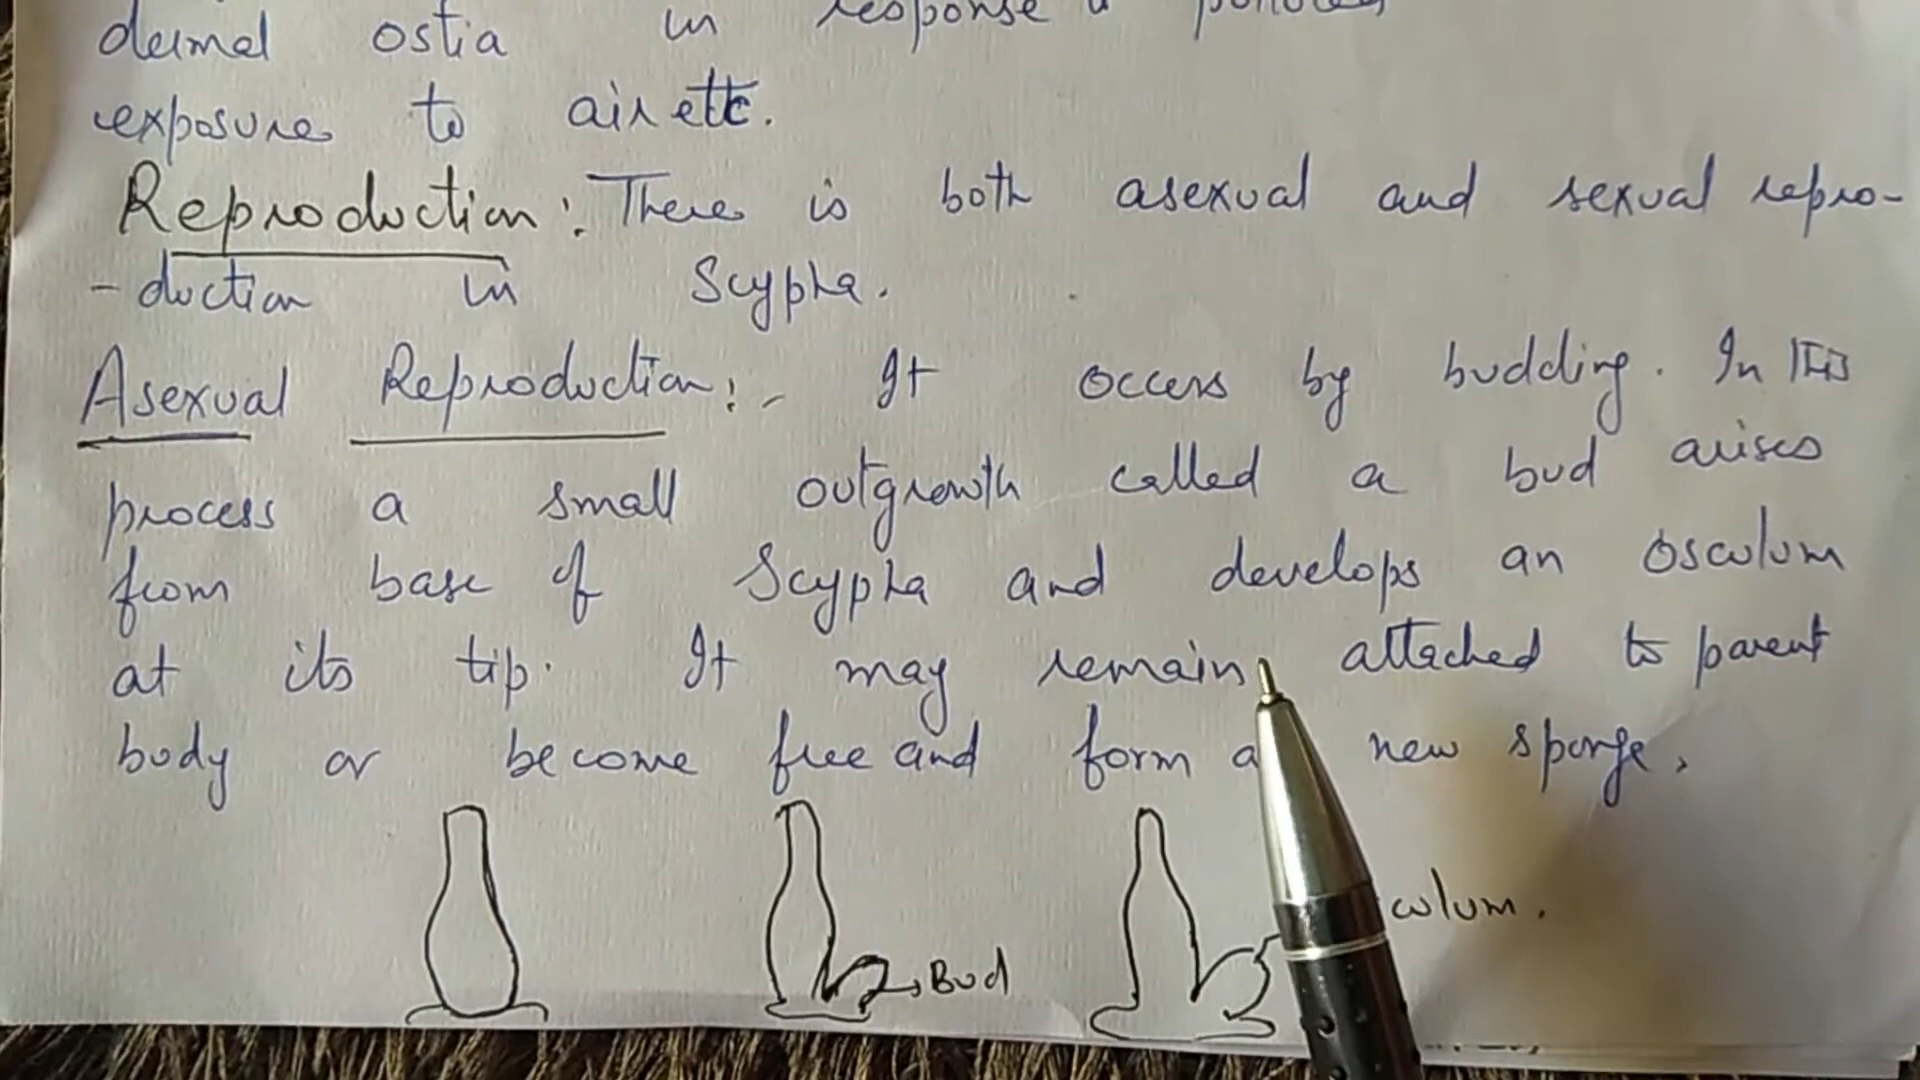 dermal ostia in response to
exposure to air etc.
Reproduction: There is both asexual and sexual repro-
-duction in Scypha.
Asexual Reproduction:- It occers by budding. In this
process a small outgrowth called a bud arises
from base of Scypha and develops an osculum
at its tip. It may remain attached to parent
body or become free and form a new sponge.
Bud
culum.